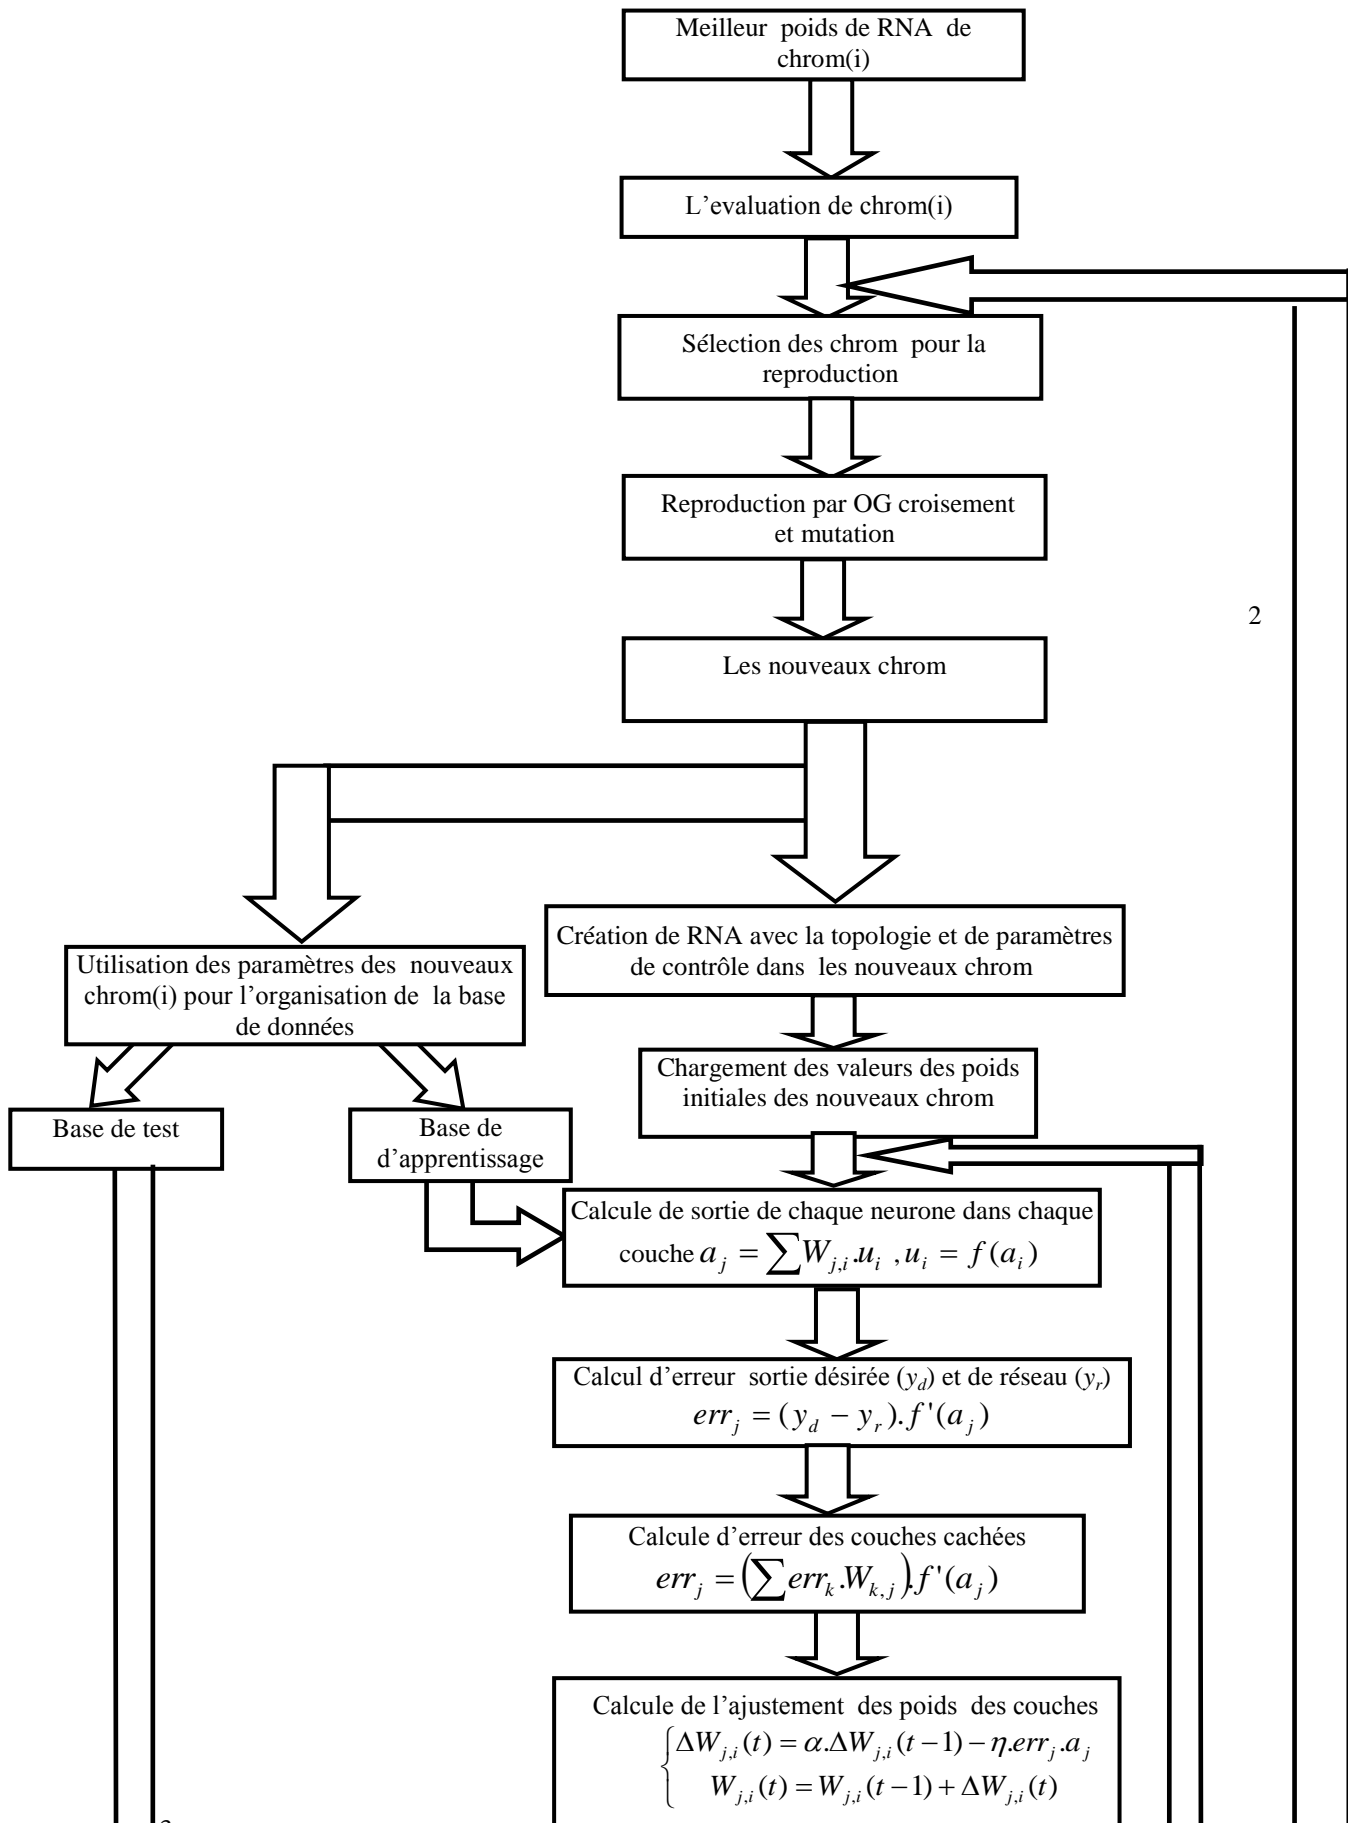 Meilleur poids de RNA de
chrom(i)
L'evaluation de chrom(i)
Sélection des chrom pour la
reproduction
Reproduction par OG croisement
et mutation
2
Les nouveaux chrom
Création de RNA avec la topologie et de paramètres
de contrôle dans les nouveaux chrom
Utilisation des paramètres des nouveaux
chrom(i) pour l'organisation de la base
de données
Chargement des valeurs des poids
initiales des nouveaux chrom
Base de test
Base de
d'apprentissage
Calcule de sortie de chaque neurone dans chaque
couche a_j = ∑W_{j,i}.u_i , u_i = f(a_i)
Calcul d'erreur sortie désirée (y_d) et de réseau (y_r)
err_j = (y_d − y_r).f'(a_j)
Calcule d'erreur des couches cachées
err_j = (∑err_k.W_{k,j}).f'(a_j)
Calcule de l'ajustement des poids des couches
{ΔW_{j,i}(t) = α.ΔW_{j,i}(t−1) − η.err_j.a_j
W_{j,i}(t) = W_{j,i}(t−1) + ΔW_{j,i}(t)